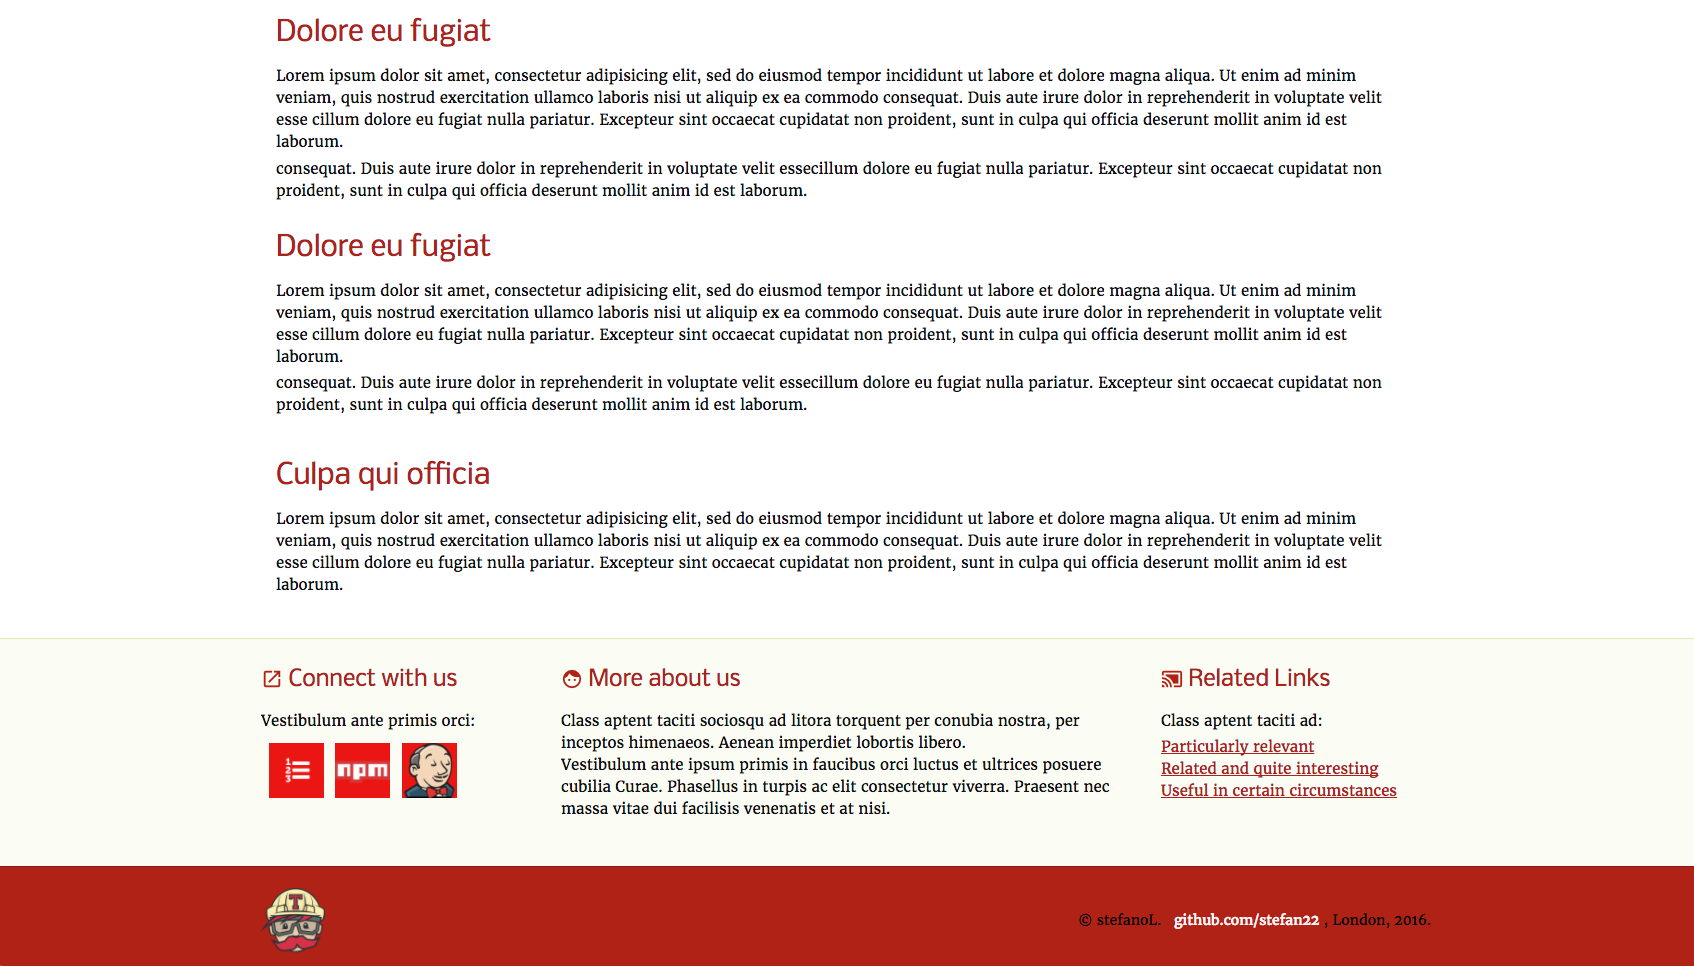 Dolore eu fugiat
Lorem ipsum dolor sit amet, consectetur adipisicing elit, sed do eiusmod tempor incididunt ut labore et dolore magna aliqua. Ut enim ad minim
veniam, quis nostrud exercitation ullamco laboris nisi ut aliquip ex ea commodo consequat. Duis aute irure dolor in reprehenderit in voluptate velit
esse cillum dolore eu fugiat nulla pariatur. Excepteur sint occaecat cupidatat non proident, sunt in culpa qui officia deserunt mollit anim id est
laborum.
consequat. Duis aute irure dolor in reprehenderit in voluptate velit essecillum dolore eu fugiat nulla pariatur. Excepteur sint occaecat cupidatat non
proident, sunt in culpa qui officia deserunt mollit anim id est laborum.
Dolore eu fugiat
Lorem ipsum dolor sit amet, consectetur adipisicing elit, sed do eiusmod tempor incididunt ut labore et dolore magna aliqua. Ut enim ad minim
veniam, quis nostrud exercitation ullamco laboris nisi ut aliquip ex ea commodo consequat. Duis aute irure dolor in reprehenderit in voluptate velit
esse cillum dolore eu fugiat nulla pariatur. Excepteur sint occaecat cupidatat non proident, sunt in culpa qui officia deserunt mollit anim id est
laborum.
consequat. Duis aute irure dolor in reprehenderit in voluptate velit essecillum dolore eu fugiat nulla pariatur. Excepteur sint occaecat cupidatat non
proident, sunt in culpa qui officia deserunt mollit anim id est laborum.
Culpa qui officia
Lorem ipsum dolor sit amet, consectetur adipisicing elit, sed do eiusmod tempor incididunt ut labore et dolore magna aliqua. Ut enim ad minim
veniam, quis nostrud exercitation ullamco laboris nisi ut aliquip ex ea commodo consequat. Duis aute irure dolor in reprehenderit in voluptate velit
esse cillum dolore eu fugiat nulla pariatur. Excepteur sint occaecat cupidatat non proident, sunt in culpa qui officia deserunt mollit anim id est
laborum.
Connect with us
Vestibulum ante primis orci:
1
2
3
npm
More about us
Class aptent taciti sociosqu ad litora torquent per conubia nostra, per
inceptos himenaeos. Aenean imperdiet lobortis libero.
Vestibulum ante ipsum primis in faucibus orci luctus et ultrices posuere
cubilia Curae. Phasellus in turpis ac elit consectetur viverra. Praesent nec
massa vitae dui facilisis venenatis et at nisi.
Related Links
Class aptent taciti ad:
Particularly relevant
Related and quite interesting
Useful in certain circumstances
T
© stefanoL. github.com/stefan22 , London, 2016.